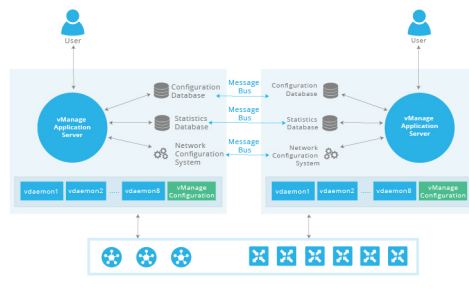 User
User
vManage
Application
Server
Configuration
Database
Statistics
Database
Network
Configuration
System
Message
Bus
Message
Bus
Message
Bus
Configuration
Database
Statistics
Database
Network
Configuration
System
vManage
Application
Server
vdaemon1
vdaemon2
.....
vdaemon8
vManage
Configuration
vdaemon1
vdaemon2
.....
vdaemon8
vManage
Configuration